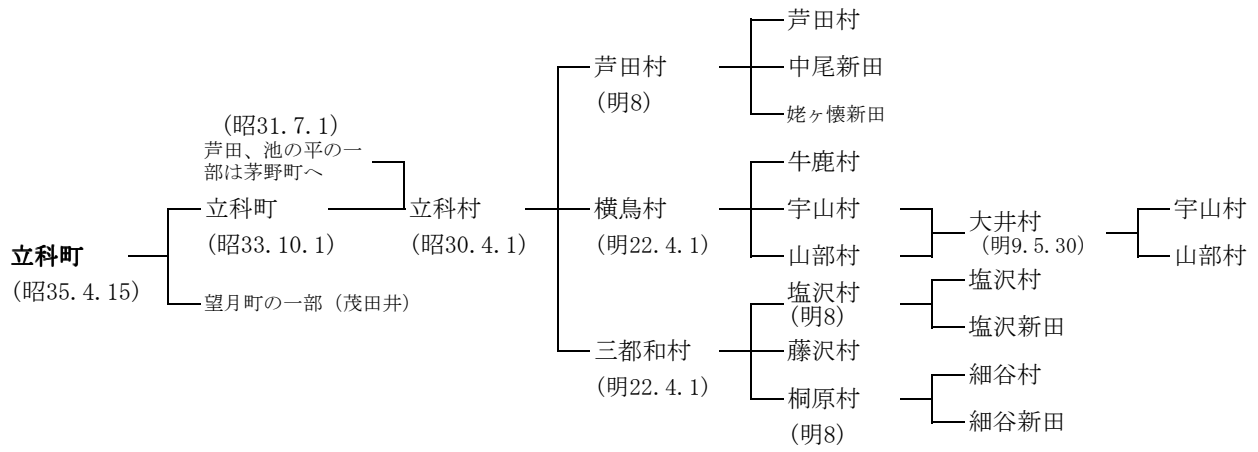 立科町
(昭35.4.15)
(昭31.7.1)
芦田、池の平の一
部は茅野町へ
立科町
(昭33.10.1)
望月町の一部（茂田井）
立科村
(昭30.4.1)
芦田村
(明8)
横鳥村
(明22.4.1)
三都和村
(明22.4.1)
芦田村
中尾新田
姥ヶ懐新田
牛鹿村
宇山村
山部村
塩沢村
(明8)
藤沢村
桐原村
(明8)
大井村
(明9.5.30)
塩沢村
塩沢新田
細谷村
細谷新田
宇山村
山部村